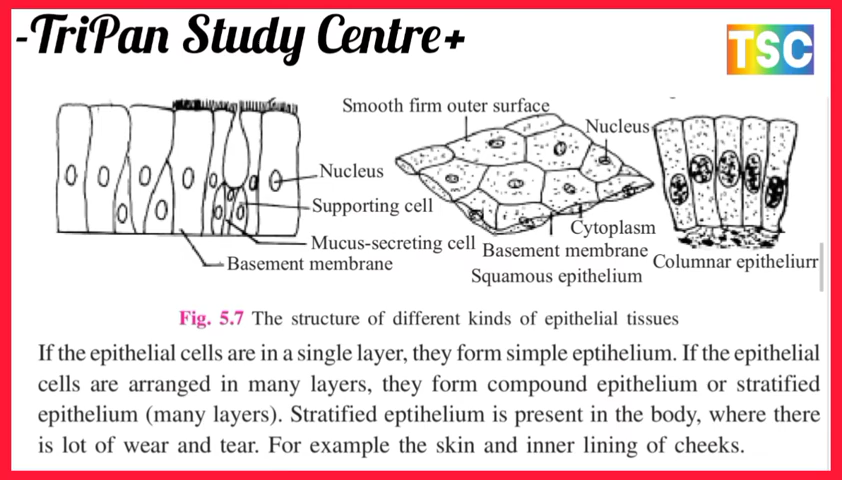 -TriPan Study Centre+
TSC
Smooth firm outer surface
Nucleus
Nucleus
Supporting cell
Mucus-secreting cell
Basement membrane
Cytoplasm
Basement membrane
Squamous epithelium
Columnar epitheliurr
Fig. 5.7 The structure of different kinds of epithelial tissues
If the epithelial cells are in a single layer, they form simple eptihelium. If the epithelial
cells are arranged in many layers, they form compound epithelium or stratified
epithelium (many layers). Stratified eptihelium is present in the body, where there
is lot of wear and tear. For example the skin and inner lining of cheeks.